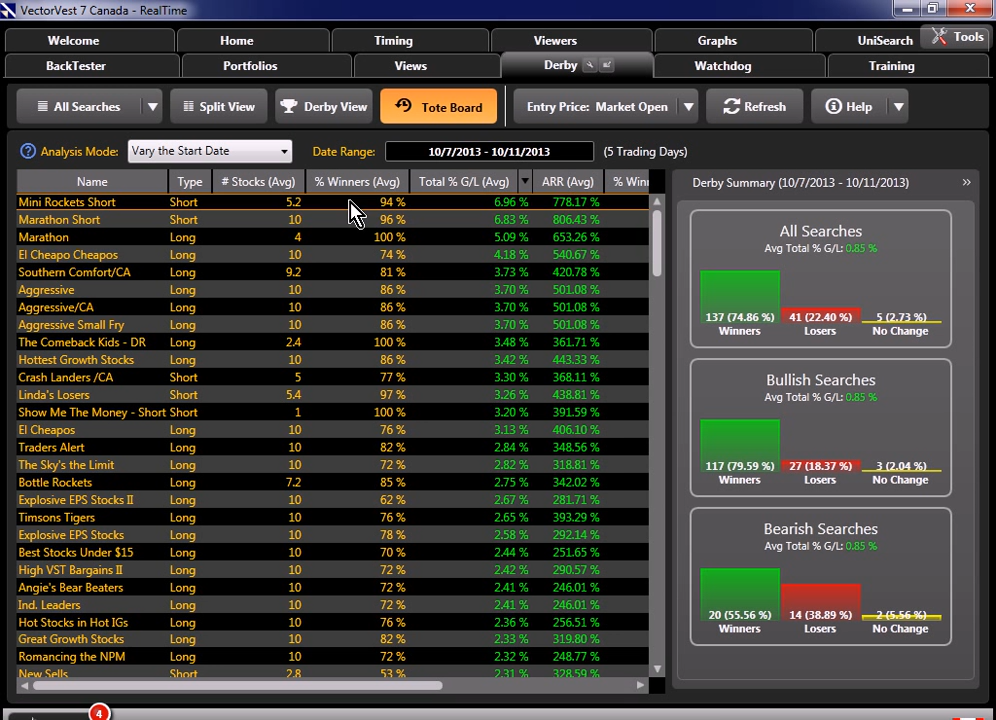 VectorVest 7 Canada - RealTime
Welcome Home Timing Viewers Graphs UniSearch Tools
BackTester Portfolios Views Derby Watchdog Training
All Searches Split View Derby View Tote Board Entry Price: Market Open Refresh Help
Analysis Mode: Vary the Start Date Date Range: 10/7/2013 - 10/11/2013 (5 Trading Days)
Name Type # Stocks (Avg) % Winners (Avg) Total % G/L (Avg) ARR (Avg) % Winn
Mini Rockets Short Short 5.2 94 % 6.96 % 778.17 %
Marathon Short Short 10 96 % 6.83 % 806.43 %
Marathon Long 4 100 % 5.09 % 653.26 %
El Cheapo Cheapos Long 10 74 % 4.18 % 540.67 %
Southern Comfort/CA Long 9.2 81 % 3.73 % 420.78 %
Aggressive Long 10 86 % 3.70 % 501.08 %
Aggressive/CA Long 10 86 % 3.70 % 501.08 %
Aggressive Small Fry Long 10 86 % 3.70 % 501.08 %
The Comeback Kids - DR Long 2.4 100 % 3.48 % 361.71 %
Hottest Growth Stocks Long 10 86 % 3.42 % 443.33 %
Crash Landers /CA Short 5 77 % 3.30 % 368.11 %
Linda's Losers Short 5.4 97 % 3.26 % 438.81 %
Show Me The Money - Short Short 1 100 % 3.20 % 391.59 %
El Cheapos Long 10 76 % 3.13 % 406.10 %
Traders Alert Long 10 82 % 2.84 % 348.56 %
The Sky's the Limit Long 10 72 % 2.82 % 318.81 %
Bottle Rockets Long 7.2 85 % 2.75 % 342.02 %
Explosive EPS Stocks II Long 10 62 % 2.67 % 281.71 %
Timsons Tigers Long 10 76 % 2.65 % 393.29 %
Explosive EPS Stocks Long 10 78 % 2.58 % 292.14 %
Best Stocks Under $15 Long 10 70 % 2.44 % 251.65 %
High VST Bargains II Long 10 72 % 2.42 % 290.57 %
Angie's Bear Beaters Long 10 72 % 2.41 % 246.01 %
Ind. Leaders Long 10 72 % 2.41 % 246.01 %
Hot Stocks in Hot IGs Long 10 76 % 2.36 % 256.51 %
Great Growth Stocks Long 10 82 % 2.33 % 319.80 %
Romancing the NPM Long 10 72 % 2.32 % 248.77 %
New Sells Short 2.8 53 % 2.31 % 328.59 %
Derby Summary (10/7/2013 - 10/11/2013)
All Searches
Avg Total % G/L: 0.85 %
137 (74.86 %) 41 (22.40 %) 5 (2.73 %)
Winners Losers No Change
Bullish Searches
Avg Total % G/L: 0.85 %
117 (79.59 %) 27 (18.37 %) 3 (2.04 %)
Winners Losers No Change
Bearish Searches
Avg Total % G/L: 0.85 %
20 (55.56 %) 14 (38.89 %) 2 (5.56 %)
Winners Losers No Change
4